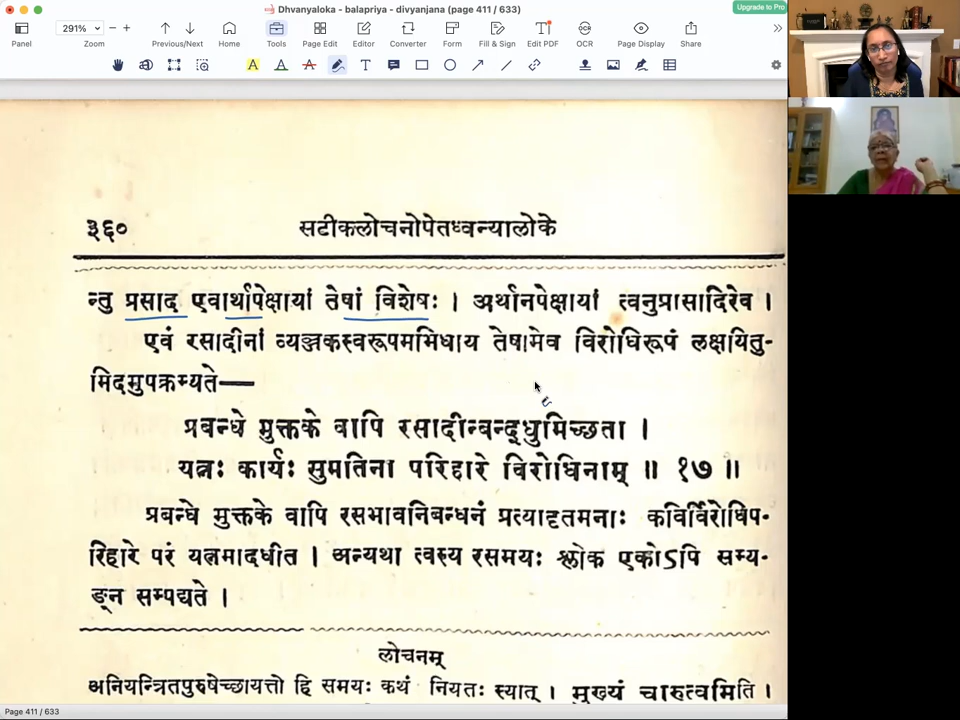 Dhvanyaloka - balapriya - divyanjana (page 411 / 633)
Upgrade to Pro
291%
Panel Zoom Previous/Next Home Tools Page Edit Editor Converter Form Fill & Sign Edit PDF OCR Page Display Share
३६० सटीकलोचनोपेतध्वन्यालोके
न्तु प्रसाद एवार्थापेक्षायां तेषां विशेषः । अर्थानपेक्षायां त्वनुप्रासादिरेव ।
एवं रसादीनां व्यञ्जकस्वरूपमभिधाय तेषामेव विरोधिरूपं लक्षयितु-
मिदमुपक्रम्यते—
प्रबन्धे मुक्तके वापि रसादीन्बन्द्धुमिच्छता ।
यत्नः कार्यः सुमतिना परिहारे विरोधिनाम् ॥ १७ ॥
प्रबन्धे मुक्तके वापि रसभावनिबन्धनं प्रत्यादृतमनाः कविर्विरोधिप-
रिहारे परं यत्नमादधीत । अन्यथा त्वस्य रसमयः श्लोक एकोऽपि सम्य-
ङ्न सम्पद्यते ।
लोचनम्
अनियन्त्रितपुरुषेच्छायत्तो हि समयः कथं नियतः स्यात् । मुख्यं चारुत्वमिति ।
Page 411 / 633